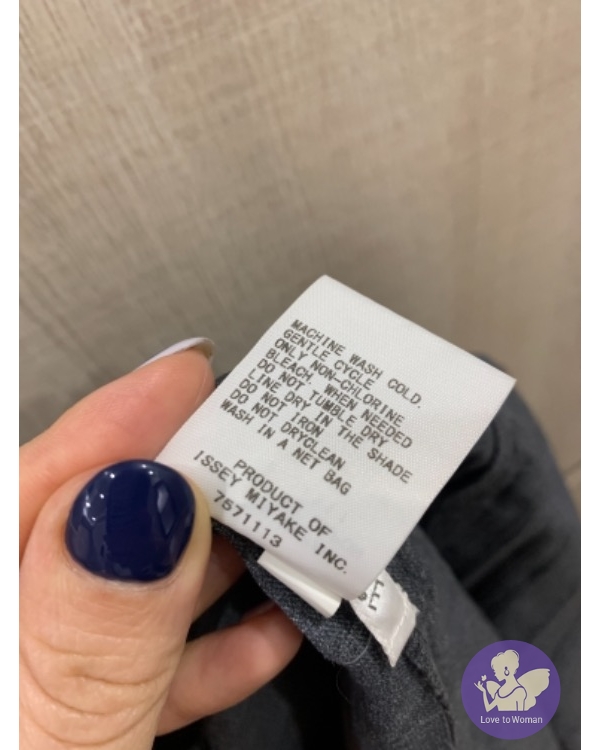 MACHINE WASH COLD.
GENTLE CYCLE
ONLY NON-CHLORINE
BLEACH, WHEN NEEDED
DO NOT TUMBLE DRY
LINE DRY IN THE SHADE
DO NOT IRON
DO NOT DRYCLEAN
WASH IN A NET BAG
PRODUCT OF
ISSEY MIYAKE INC.
7571113
Love to Woman